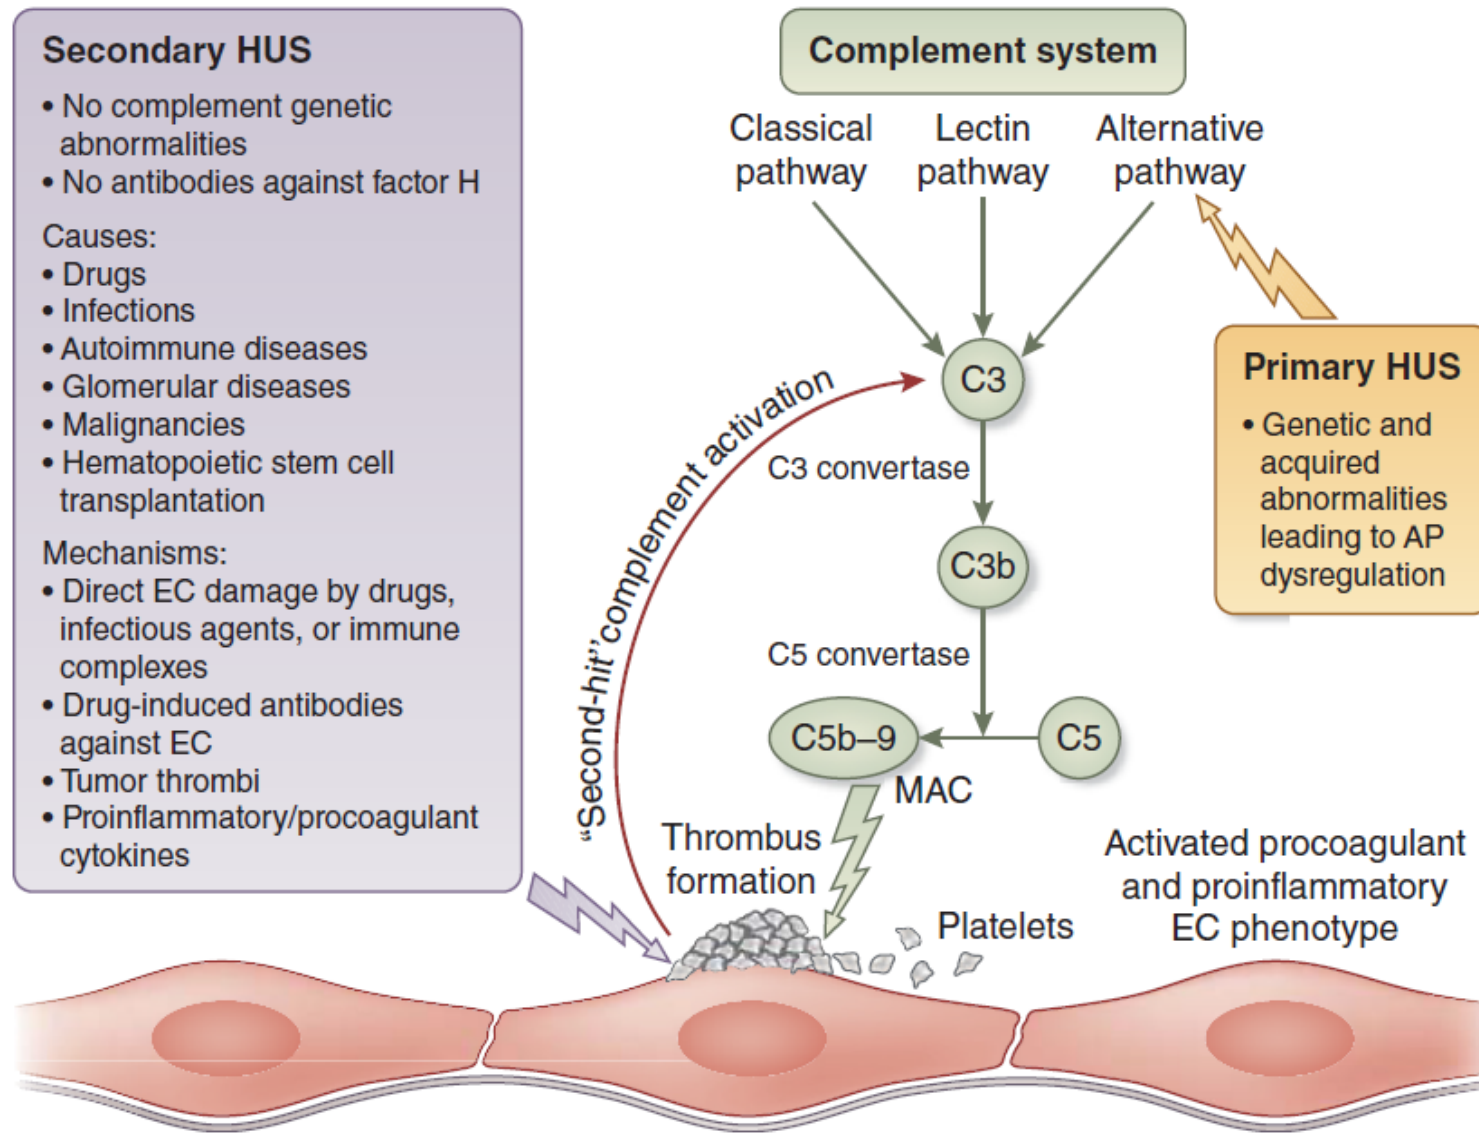 Secondary HUS
• No complement genetic
abnormalities
• No antibodies against factor H
Causes:
• Drugs
• Infections
• Autoimmune diseases
• Glomerular diseases
• Malignancies
• Hematopoietic stem cell
transplantation
Mechanisms:
• Direct EC damage by drugs,
infectious agents, or immune
complexes
• Drug-induced antibodies
against EC
• Tumor thrombi
• Proinflammatory/procoagulant
cytokines
Complement system
Classical
pathway
Lectin
pathway
Alternative
pathway
C3
C3 convertase
C3b
C5 convertase
C5b–9
C5
MAC
"Second-hit" complement activation
Primary HUS
• Genetic and
acquired
abnormalities
leading to AP
dysregulation
Thrombus
formation
Platelets
Activated procoagulant
and proinflammatory
EC phenotype